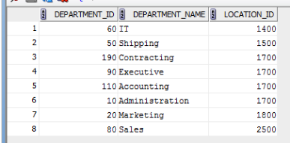 DEPARTMENT_ID DEPARTMENT_NAME LOCATION_ID
1 60 IT 1400
2 50 Shipping 1500
3 190 Contracting 1700
4 90 Executive 1700
5 110 Accounting 1700
6 10 Administration 1700
7 20 Marketing 1800
8 80 Sales 2500